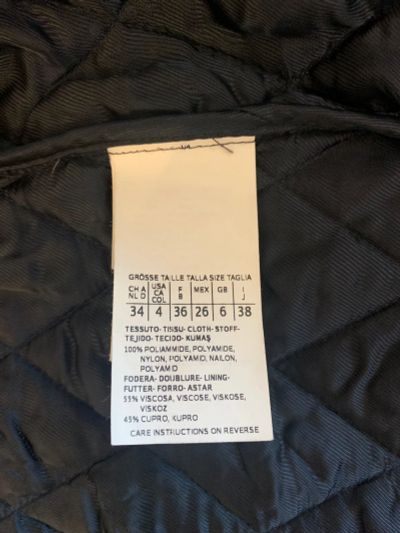 GRÖSSE TAILLE TALLA SIZE TAGLIA
CH A NL D USA CA COL F B MEX GB I J
34 4 36 26 6 38
TESSUTO- TISSU- CLOTH- STOFF-
TEJIDO- TECIDO- KUMAŞ
100% POLIAMMIDE, POLYAMIDE,
NYLON, POLYAMID, NAILON,
POLYAMID
FODERA- DOUBLURE- LINING-
FUTTER- FORRO- ASTAR
55% VISCOSA, VISCOSE, VISKOSE,
VISKOZ
45% CUPRO, KUPRO
CARE INSTRUCTIONS ON REVERSE